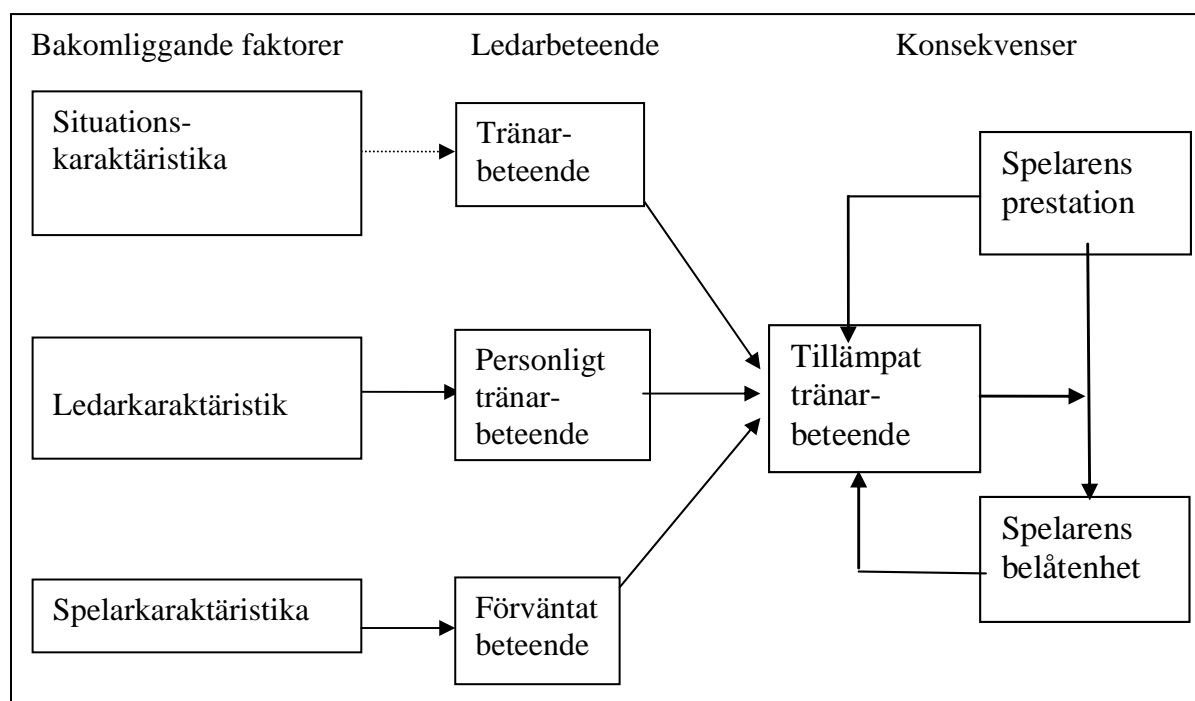 Bakomliggande faktorer
Ledarbeteende
Konsekvenser
Situations-
karaktäristika
Tränar-
beteende
Spelarens
prestation
Ledarkaraktäristik
Personligt
tränar-
beteende
Tillämpat
tränar-
beteende
Spelarens
belåtenhet
Spelarkaraktäristika
Förväntat
beteende